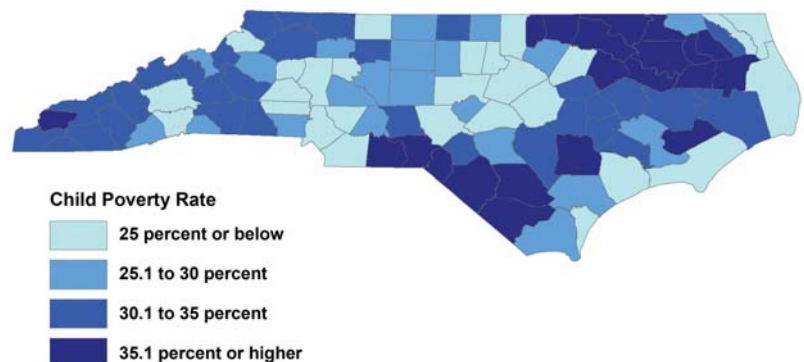 Child Poverty Rate
25 percent or below
25.1 to 30 percent
30.1 to 35 percent
35.1 percent or higher